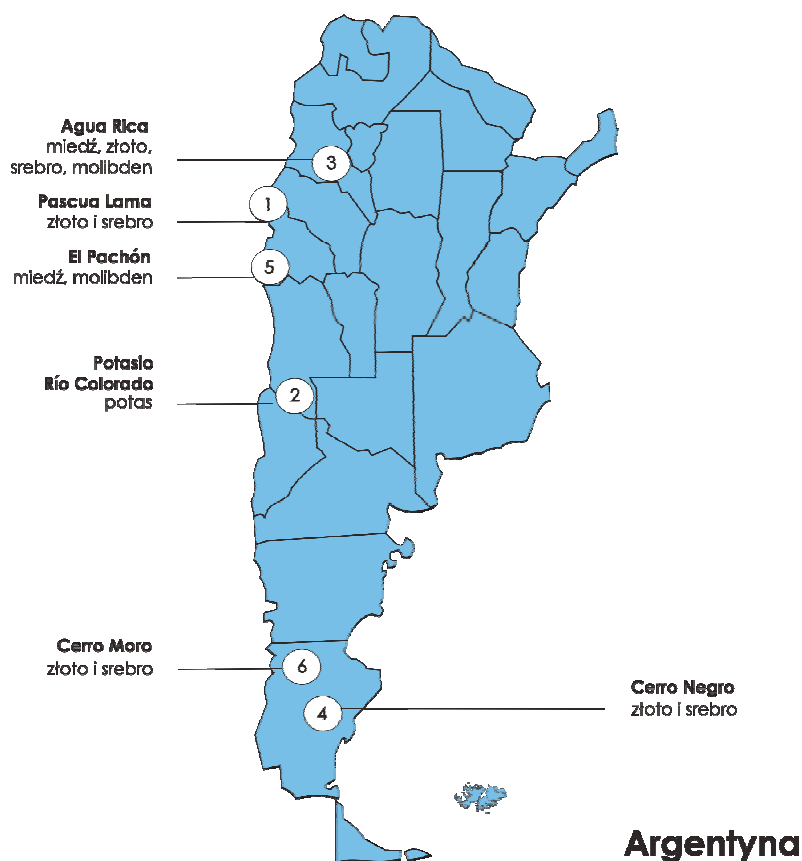 Agua Rica
miedź, złoto,
srebro, molibden
3
Pascua Lama
złoto i srebro
1
El Pachón
miedź, molibden
5
Potasio
Río Colorado
potas
2
Cerro Moro
złoto i srebro
6
Cerro Negro
złoto i srebro
4
Argentyna